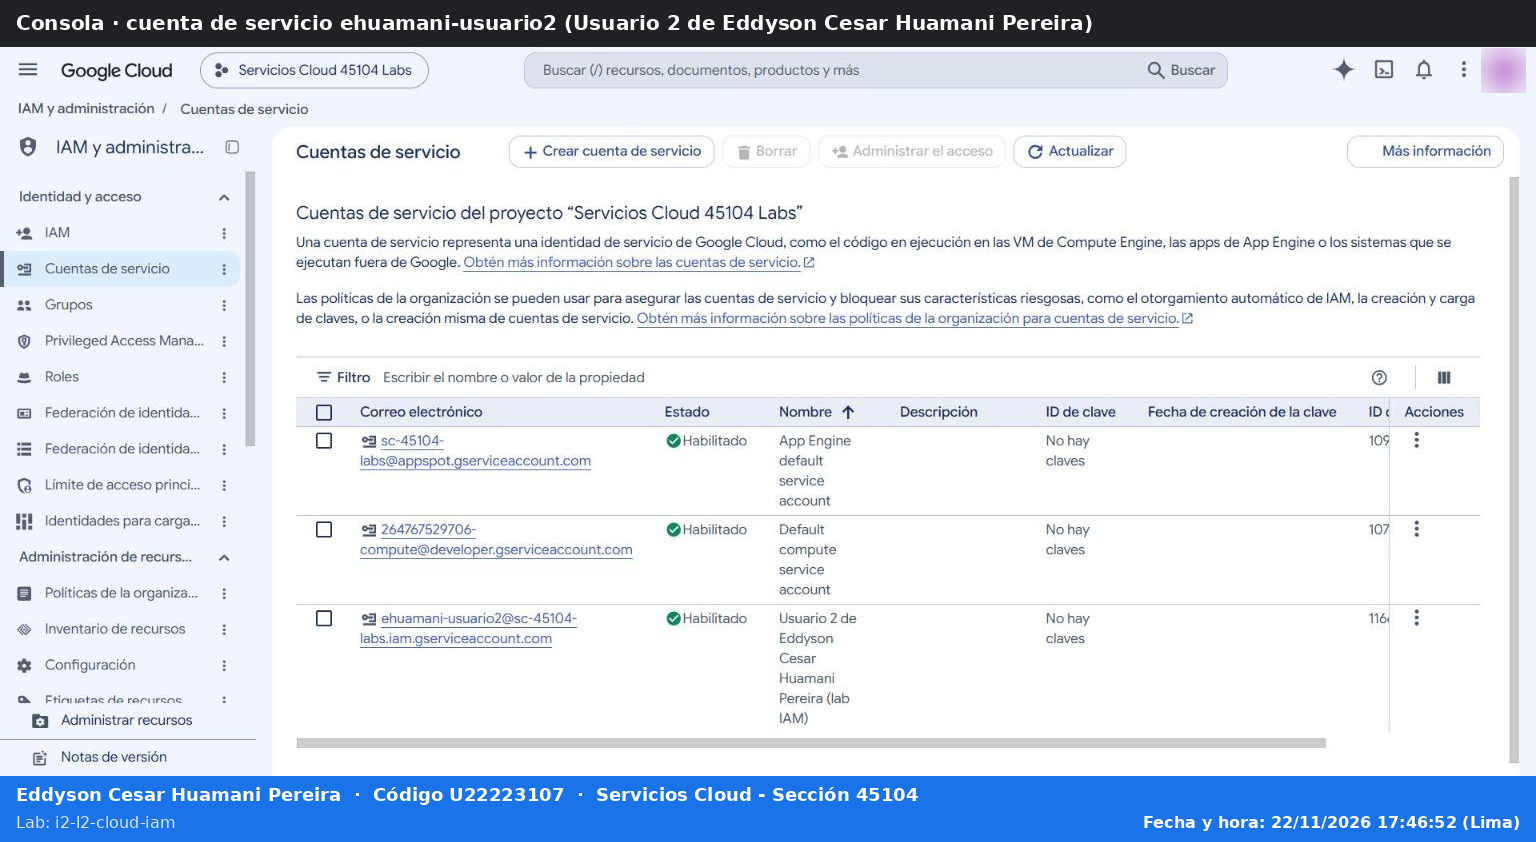 Consola · cuenta de servicio ehuamani-usuario2 (Usuario 2 de Eddyson Cesar Huamani Pereira)
Google Cloud
Servicios Cloud 45104 Labs
Buscar (/) recursos, documentos, productos y más
Buscar
IAM y administración / Cuentas de servicio
IAM y administra...
Identidad y acceso
IAM
Cuentas de servicio
Grupos
Privileged Access Mana...
Roles
Federación de identida...
Federación de identida...
Límite de acceso princi...
Identidades para carga...
Administración de recurs...
Políticas de la organiza...
Inventario de recursos
Configuración
Etiquetas de recursos
Administrar recursos
Notas de versión
Cuentas de servicio
Crear cuenta de servicio
Borrar
Administrar el acceso
Actualizar
Más información
Cuentas de servicio del proyecto “Servicios Cloud 45104 Labs”
Una cuenta de servicio representa una identidad de servicio de Google Cloud, como el código en ejecución en las VM de Compute Engine, las apps de App Engine o los sistemas que se
ejecutan fuera de Google. Obtén más información sobre las cuentas de servicio.
Las políticas de la organización se pueden usar para asegurar las cuentas de servicio y bloquear sus características riesgosas, como el otorgamiento automático de IAM, la creación y carga
de claves, o la creación misma de cuentas de servicio. Obtén más información sobre las políticas de la organización para cuentas de servicio.
Filtro Escribir el nombre o valor de la propiedad
Correo electrónico Estado Nombre Descripción ID de clave Fecha de creación de la clave ID Acciones
sc-45104-
labs@appspot.gserviceaccount.com
Habilitado
App Engine
default
service
account
No hay
claves
109
264767529706-
compute@developer.gserviceaccount.com
Habilitado
Default
compute
service
account
No hay
claves
107
ehuamani-usuario2@sc-45104-
labs.iam.gserviceaccount.com
Habilitado
Usuario 2 de
Eddyson
Cesar
Huamani
Pereira (lab
IAM)
No hay
claves
116
Eddyson Cesar Huamani Pereira · Código U22223107 · Servicios Cloud - Sección 45104
Lab: i2-l2-cloud-iam
Fecha y hora: 22/11/2026 17:46:52 (Lima)